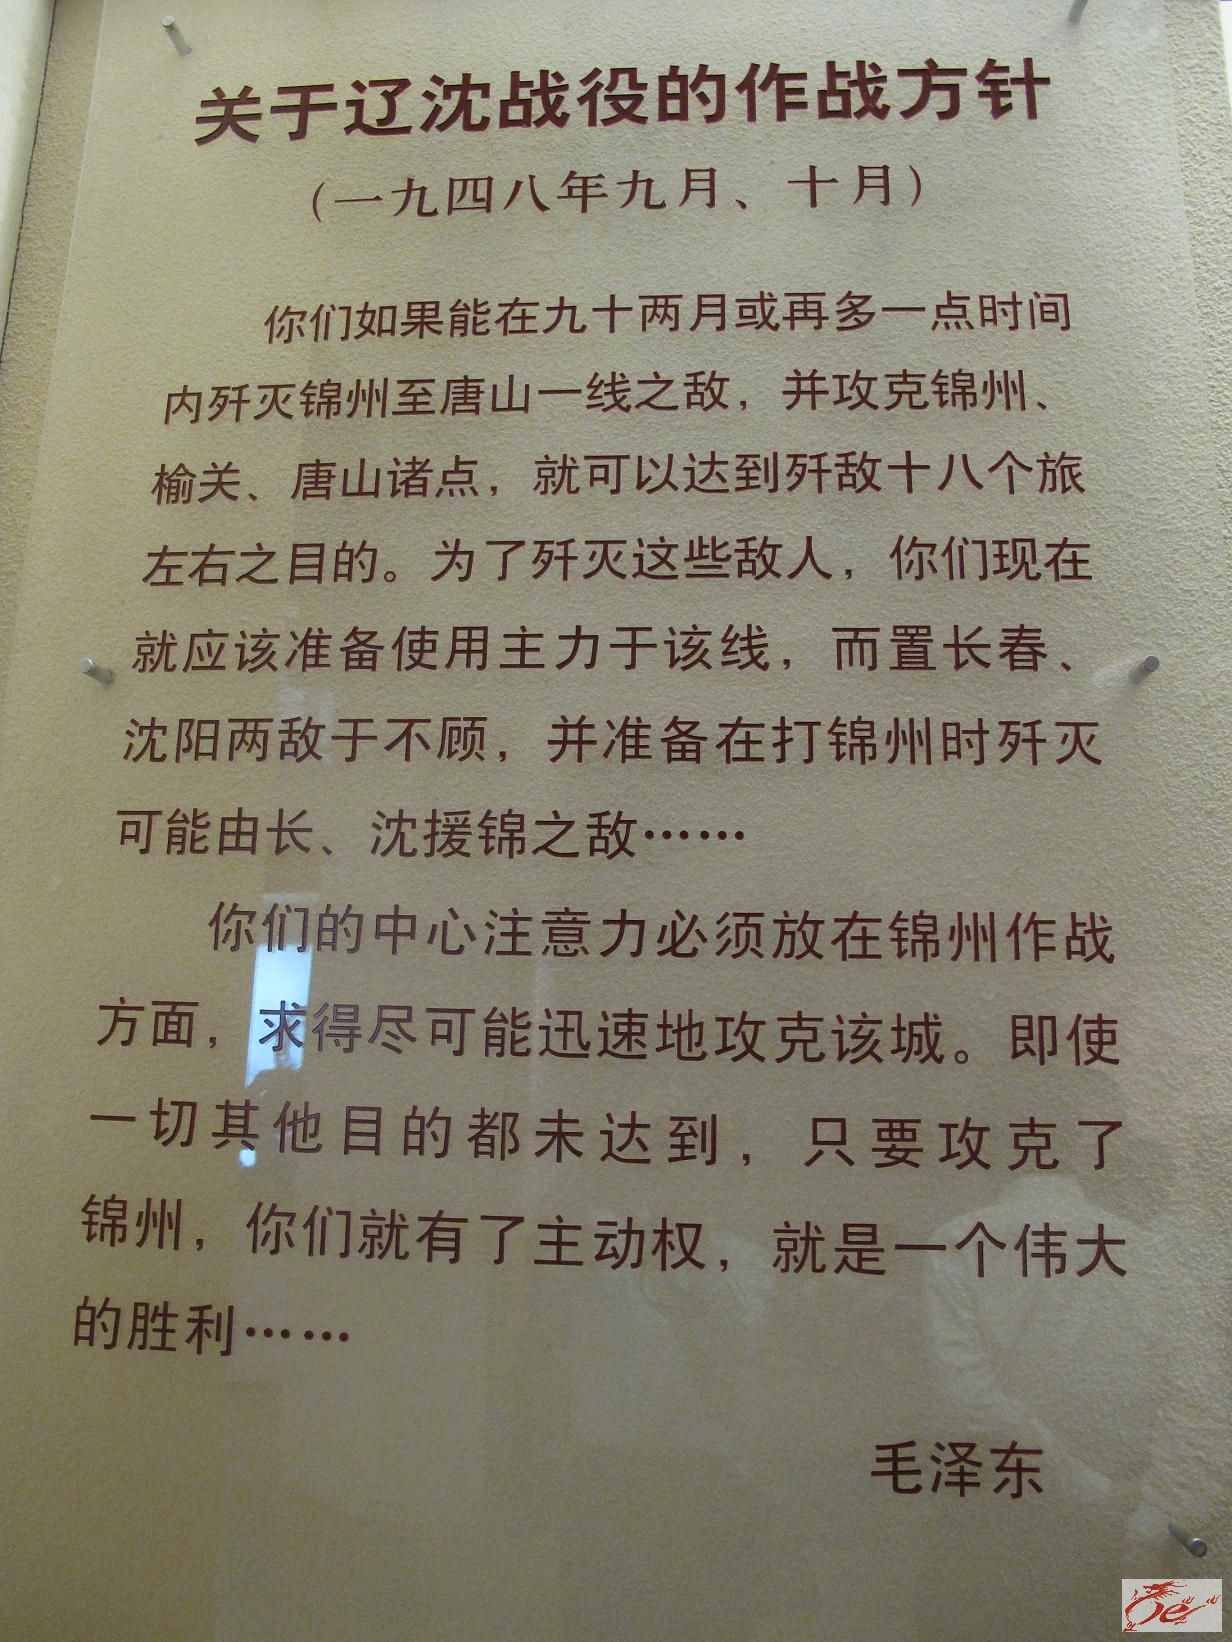 关于辽沈战役的作战方针
（一九四八年九月、十月）
你们如果能在九十两月或再多一点时间
内歼灭锦州至唐山一线之敌，并攻克锦州、
榆关、唐山诸点，就可以达到歼敌十八个旅
左右之目的。为了歼灭这些敌人，你们现在
就应该准备使用主力于该线，而置长春、
沈阳两敌于不顾，并准备在打锦州时歼灭
可能由长、沈援锦之敌……
你们的中心注意力必须放在锦州作战
方面，求得尽可能迅速地攻克该城。即使
一切其他目的都未达到，只要攻克了
锦州，你们就有了主动权，就是一个伟大
的胜利……
毛泽东